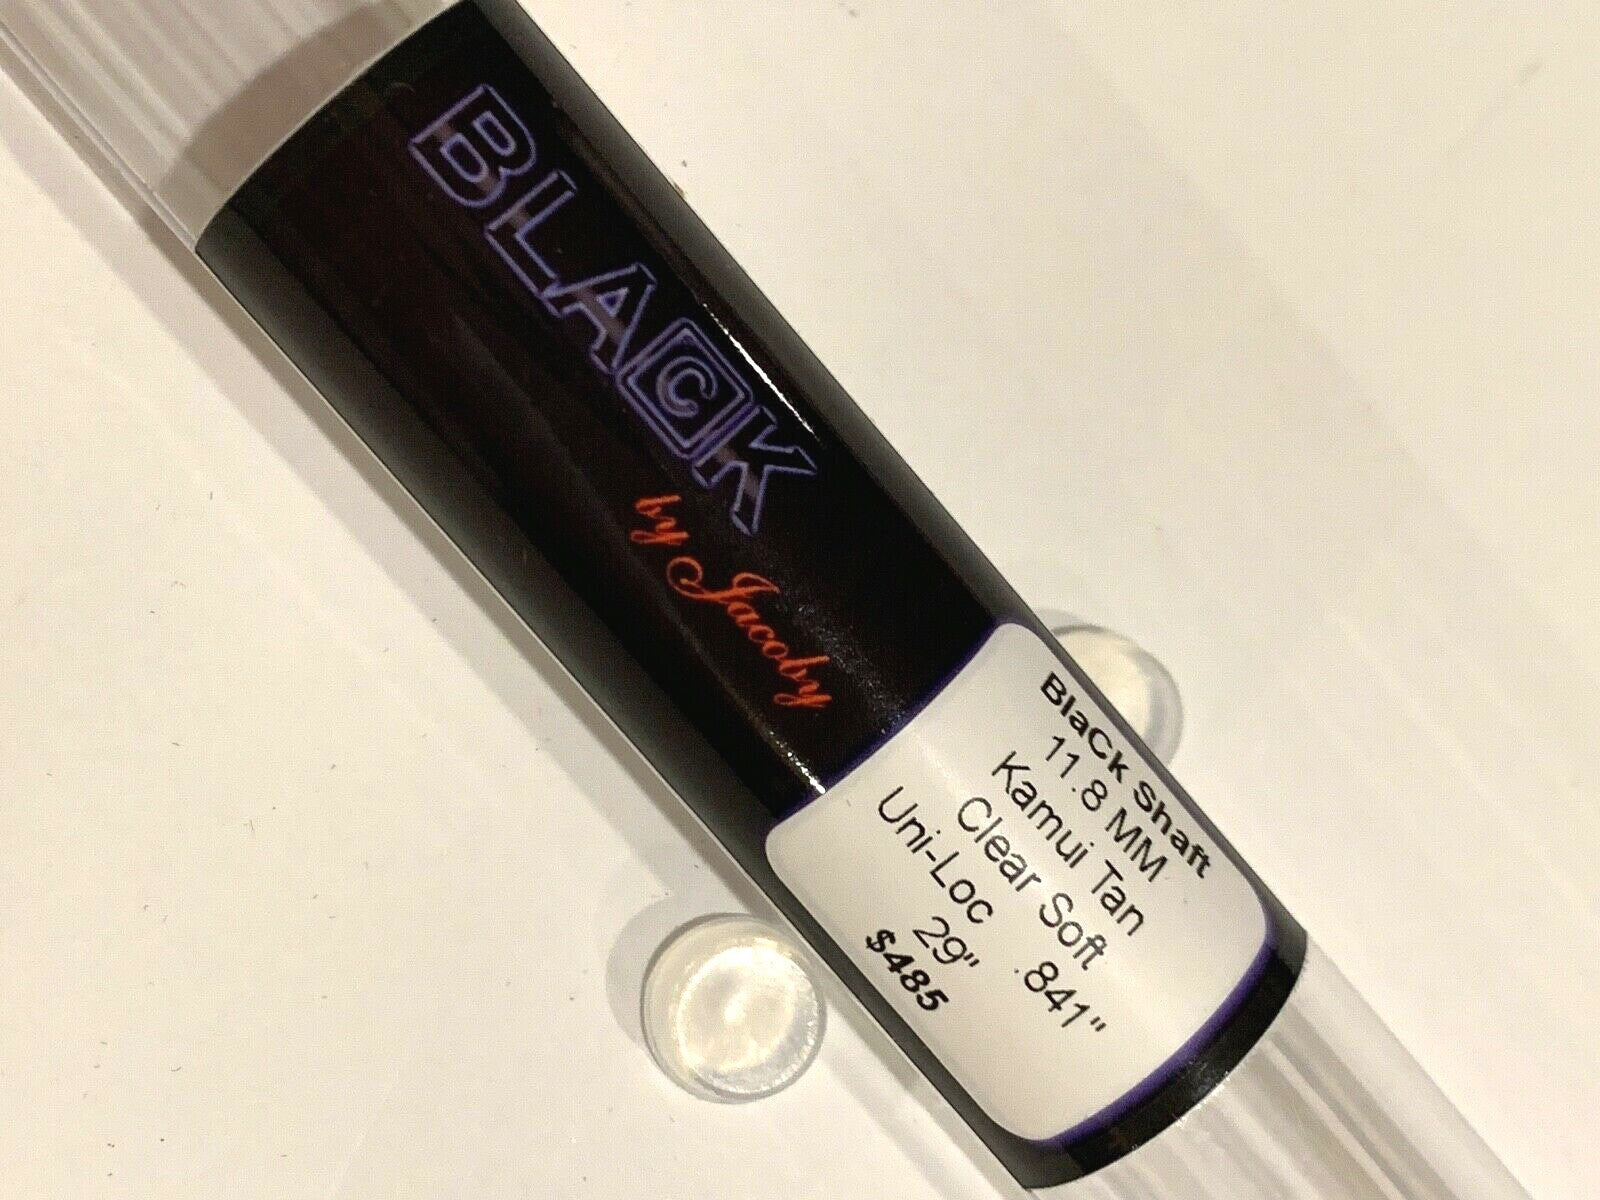 BLACK
by Jacoby
BlaCk Shaft
11.8 MM
Kamui Tan
Clear Soft
Uni-Loc .841"
29"
$485